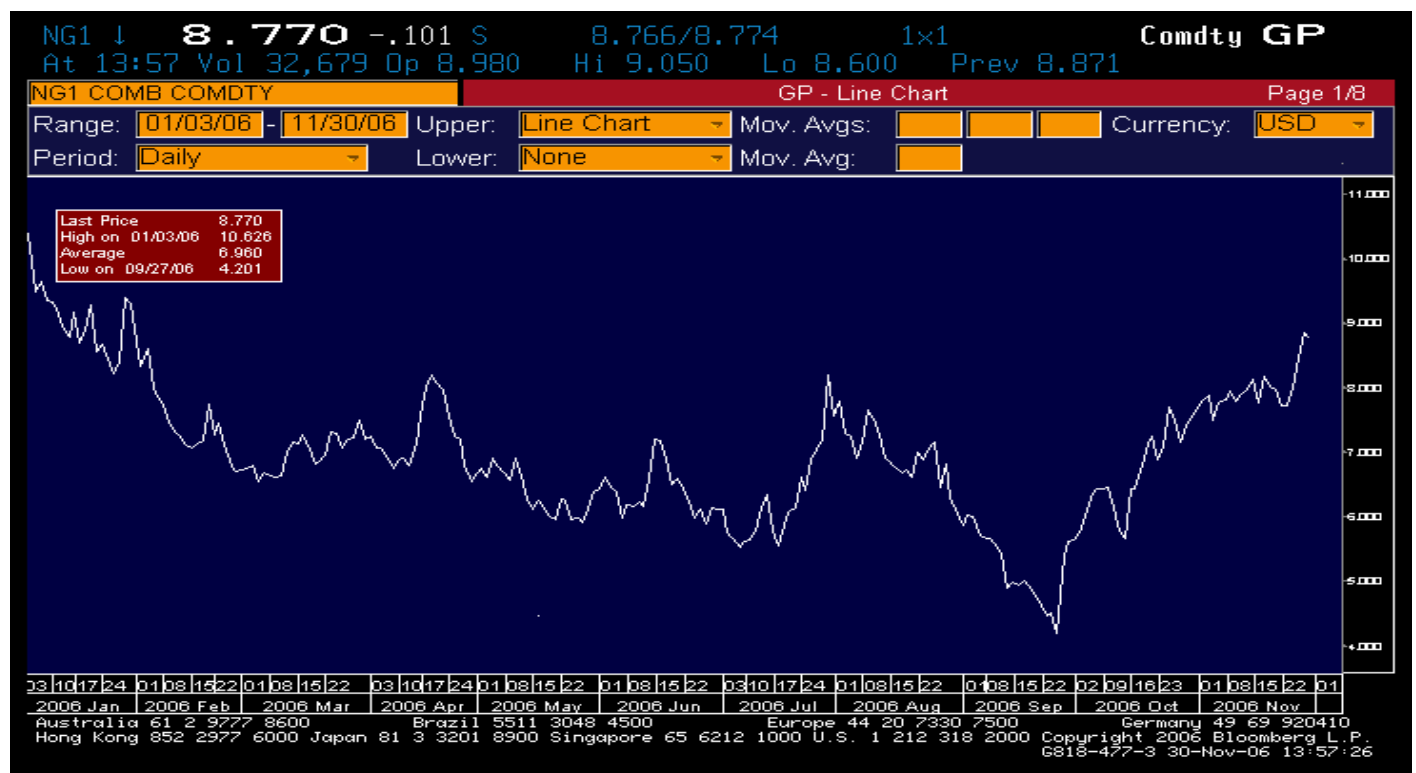 NG1 ↓ 8.770 -.101 S 8.766/8.774 1x1 Comdty GP
At 13:57 Vol 32,679 Op 8.980 Hi 9.050 Lo 8.600 Prev 8.871
NG1 COMB COMDTY GP - Line Chart Page 1/8
Range: 01/03/06 - 11/30/06 Upper: Line Chart Mov. Avgs: Currency: USD
Period: Daily Lower: None Mov. Avg:
Last Price 8.770
High on 01/03/06 10.626
Average 6.960
Low on 09/27/06 4.201
11.000
10.000
9.000
8.000
7.000
6.000
5.000
4.000
03 10 17 24 01 08 15 22 01 08 15 22 03 10 17 24 01 08 15 22 01 08 15 22 03 10 17 24 01 08 15 22 01 08 15 22 02 09 16 23 01 08 15 22 01
2006 Jan 2006 Feb 2006 Mar 2006 Apr 2006 May 2006 Jun 2006 Jul 2006 Aug 2006 Sep 2006 Oct 2006 Nov
Australia 61 2 9777 8600 Brazil 5511 3048 4500 Europe 44 20 7330 7500 Germany 49 69 920410
Hong Kong 852 2977 6000 Japan 81 3 3201 8900 Singapore 65 6212 1000 U.S. 1 212 318 2000 Copyright 2006 Bloomberg L.P.
G818-477-3 30-Nov-06 13:57:26